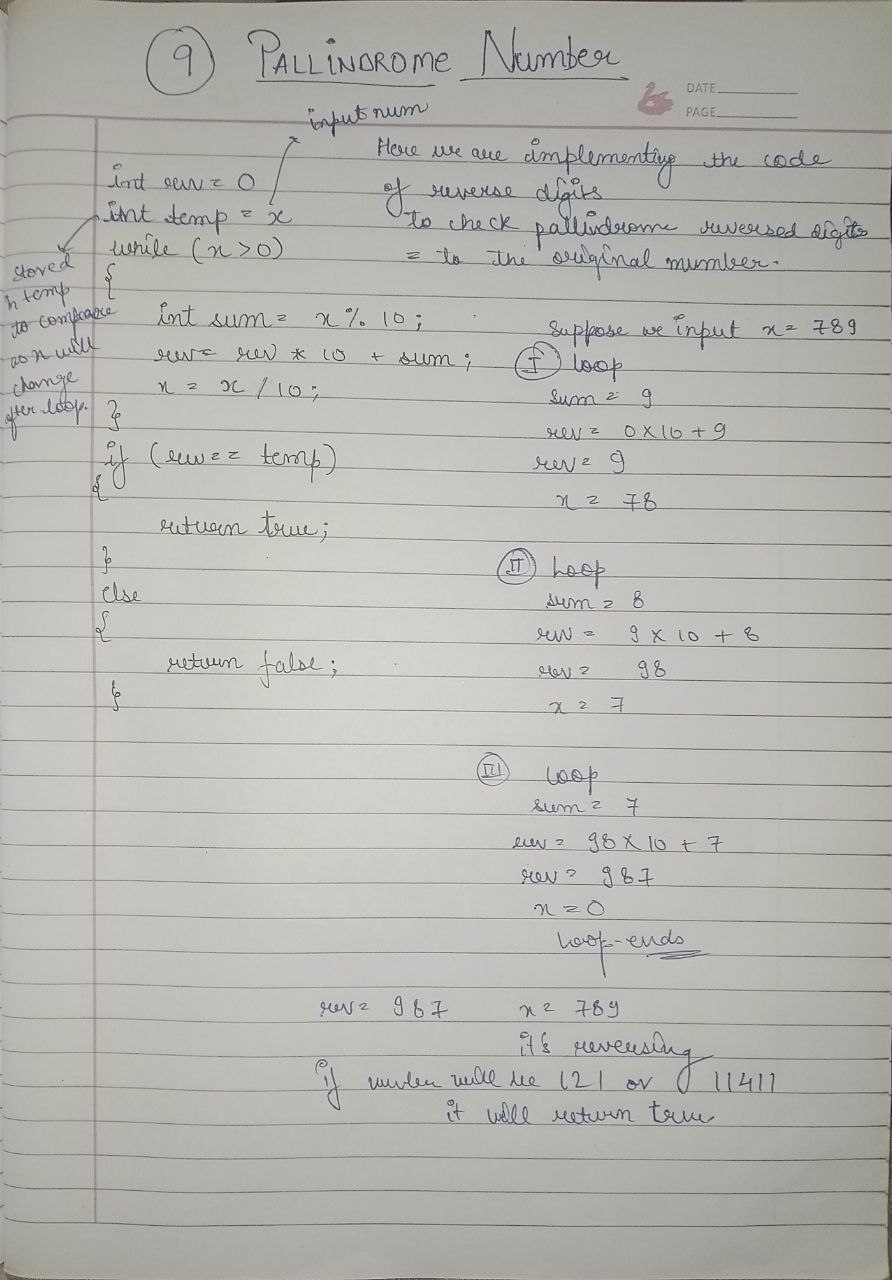 9 PALLINDROME Number
DATE
PAGE
input num
Here we are implementing the code
of reverse digits
to check pallindrome reversed digits
= to the original number.
int rev = 0
int temp = x
while (x>0)
{
stored
in temp
to compare
as x will
change
after loop.
int sum = x % 10;
rev = rev * 10 + sum;
x = x / 10;
}
if (rev == temp)
{
return true;
}
else
{
return false;
}
Suppose we input x = 789
I loop
sum = 9
rev = 0 x 10 + 9
rev = 9
x = 78
II Loop
sum = 8
rev = 9 x 10 + 8
rev = 98
x = 7
III Loop
sum = 7
rev = 98 x 10 + 7
rev = 987
x = 0
Loop-ends
rev = 987 x = 789
it's reversing
if will be 121 or 11411
it will return true